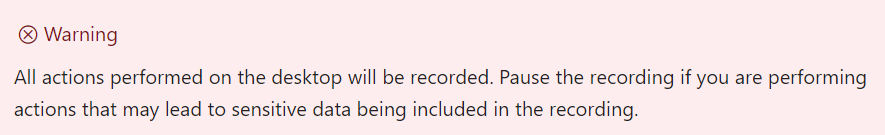 Warning
All actions performed on the desktop will be recorded. Pause the recording if you are performing
actions that may lead to sensitive data being included in the recording.